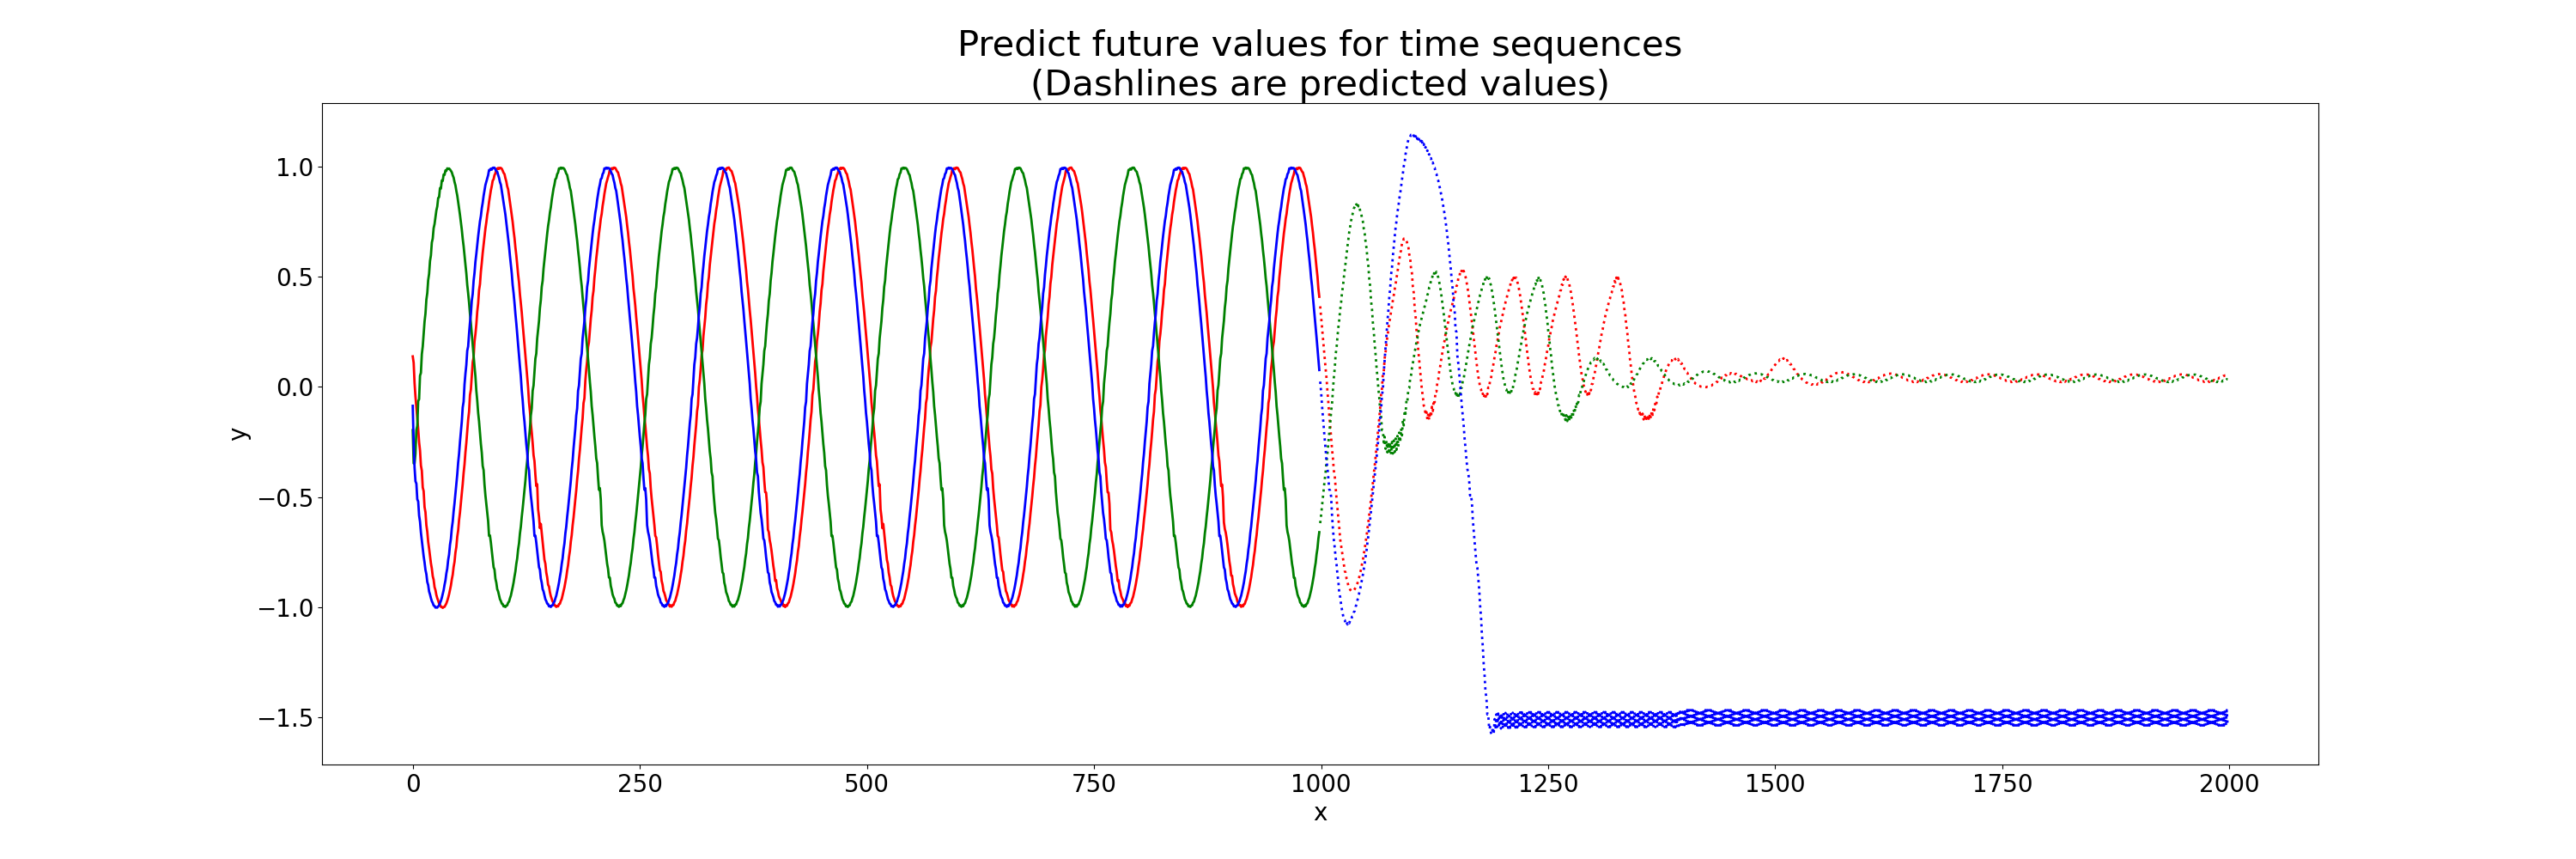 Predict future values for time sequences
(Dashlines are predicted values)
1.0
0.5
0.0
−0.5
−1.0
−1.5
y
0 250 500 750 1000 1250 1500 1750 2000
x